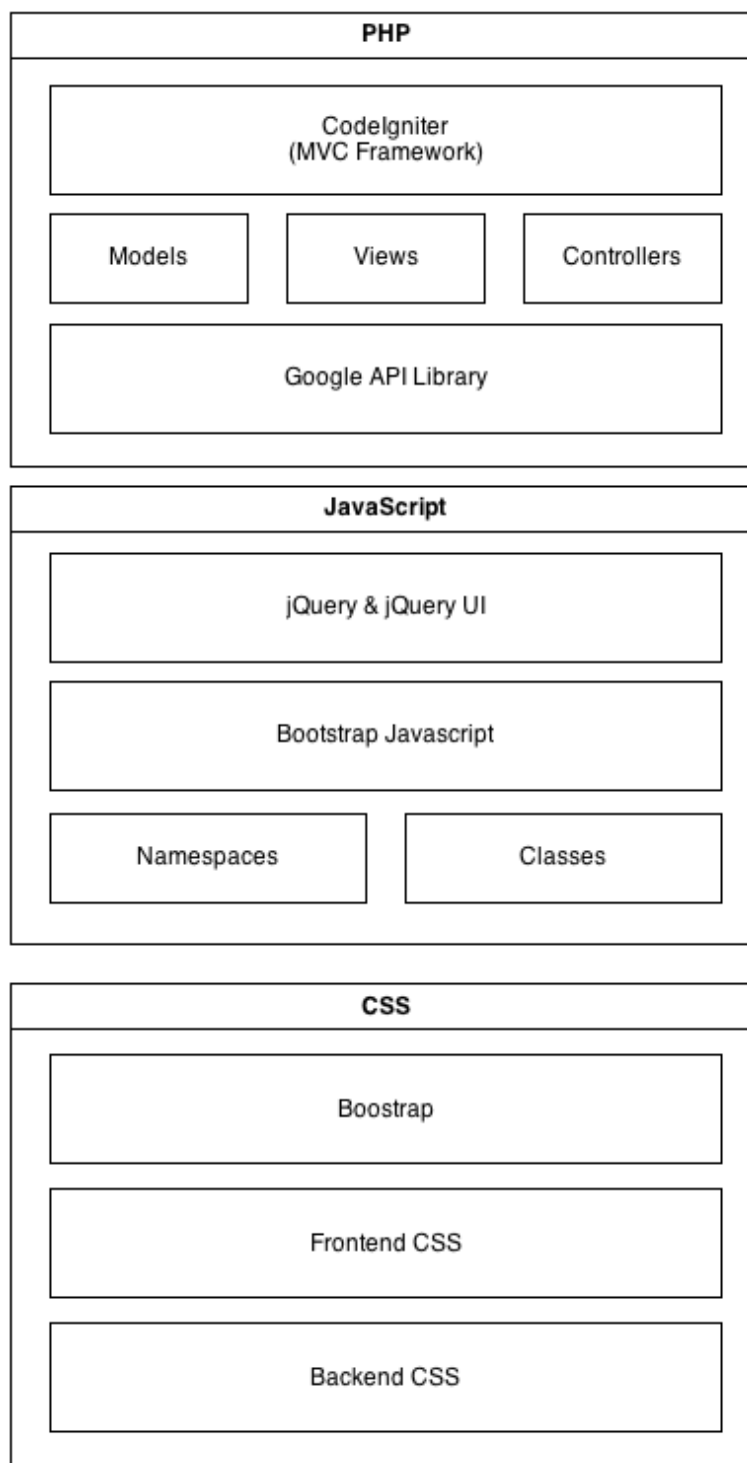 PHP
CodeIgniter
(MVC Framework)
Models
Views
Controllers
Google API Library
JavaScript
jQuery & jQuery UI
Bootstrap Javascript
Namespaces
Classes
CSS
Boostrap
Frontend CSS
Backend CSS